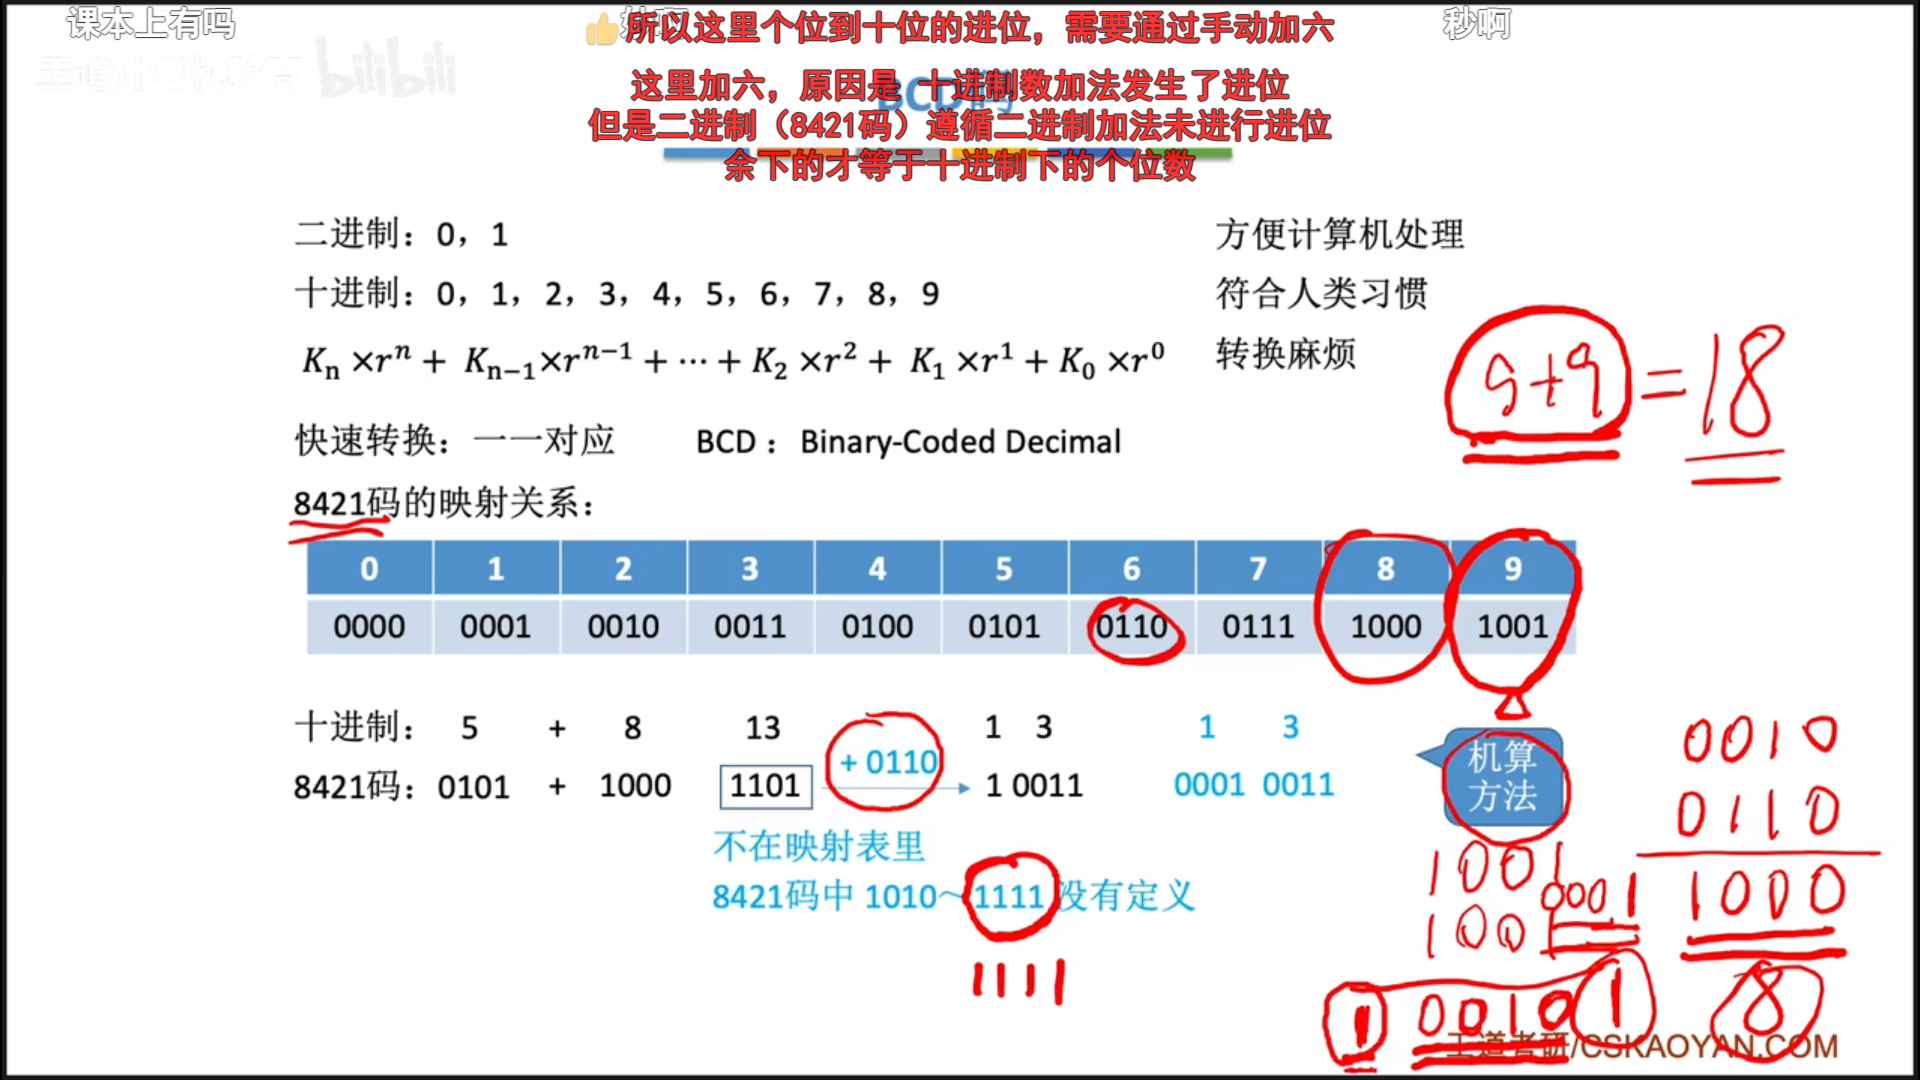 课本上有吗
所以这里个位到十位的进位，需要通过手动加六
秒啊
bilibili
这里加六，原因是 十进制数加法发生了进位
BCD码
但是二进制（8421码）遵循二进制加法未进行进位
余下的才等于十进制下的个位数
二进制：0，1 方便计算机处理
十进制：0，1，2，3，4，5，6，7，8，9 符合人类习惯
Kₙ ×rⁿ + Kₙ₋₁×rⁿ⁻¹ + ⋯ + K₂ ×r² + K₁ ×r¹ + K₀ ×r⁰ 转换麻烦
9+9=18
快速转换：一一对应 BCD：Binary-Coded Decimal
8421码的映射关系：
0 1 2 3 4 5 6 7 8 9
0000 0001 0010 0011 0100 0101 0110 0111 1000 1001
十进制： 5 + 8 13 1 3 1 3
8421码：0101 + 1000 1101 + 0110 1 0011 0001 0011
机算
方法
不在映射表里
8421码中 1010～1111 没有定义
1111
0010
0110
1000
8
1001
1001
0001
1 0010
1
王道考研/CSKAOYAN.COM